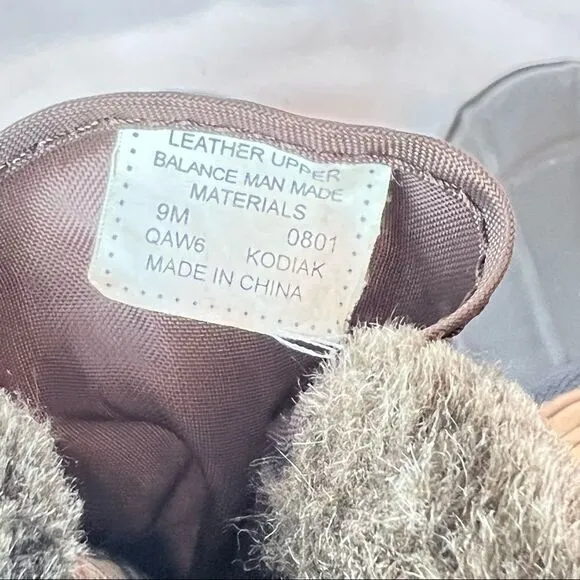 LEATHER UPPER
BALANCE MAN MADE
MATERIALS
9M 0801
QAW6 KODIAK
MADE IN CHINA